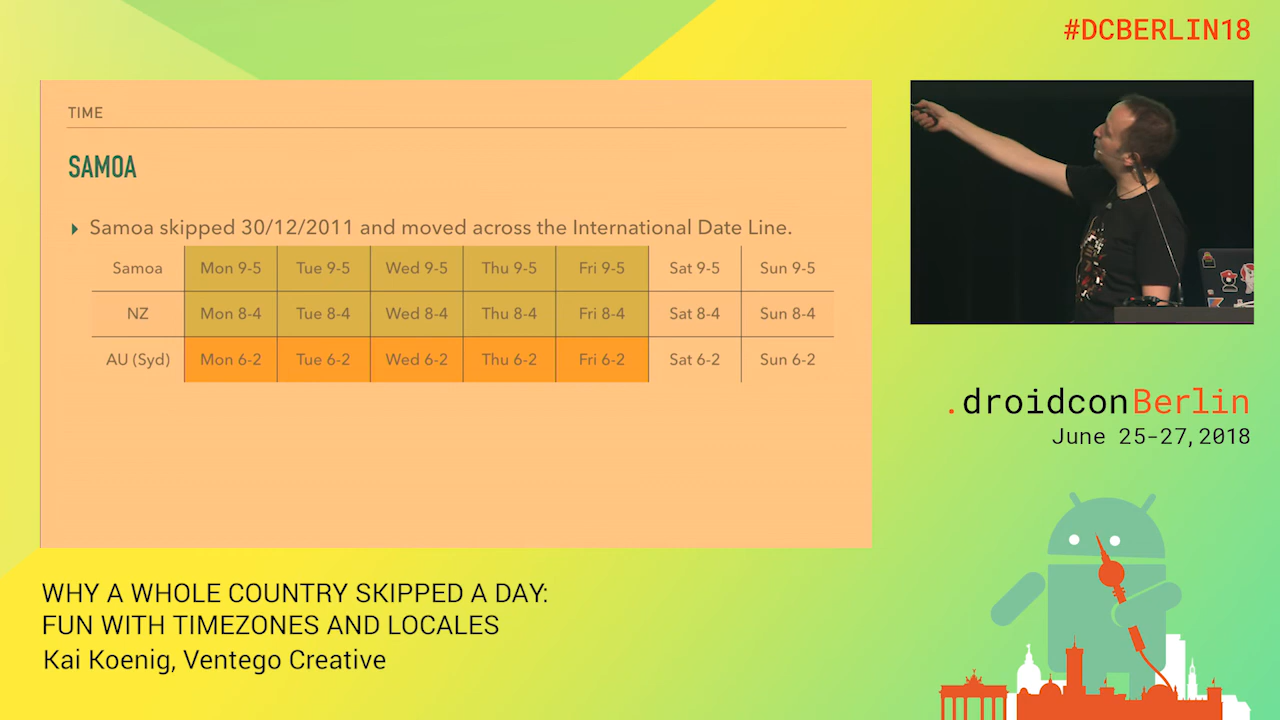 #DCBERLIN18
TIME
SAMOA
Samoa skipped 30/12/2011 and moved across the International Date Line.
Samoa Mon 9-5 Tue 9-5 Wed 9-5 Thu 9-5 Fri 9-5 Sat 9-5 Sun 9-5
NZ Mon 8-4 Tue 8-4 Wed 8-4 Thu 8-4 Fri 8-4 Sat 8-4 Sun 8-4
AU (Syd) Mon 6-2 Tue 6-2 Wed 6-2 Thu 6-2 Fri 6-2 Sat 6-2 Sun 6-2
.droidconBerlin
June 25-27,2018
WHY A WHOLE COUNTRY SKIPPED A DAY:
FUN WITH TIMEZONES AND LOCALES
Kai Koenig, Ventego Creative